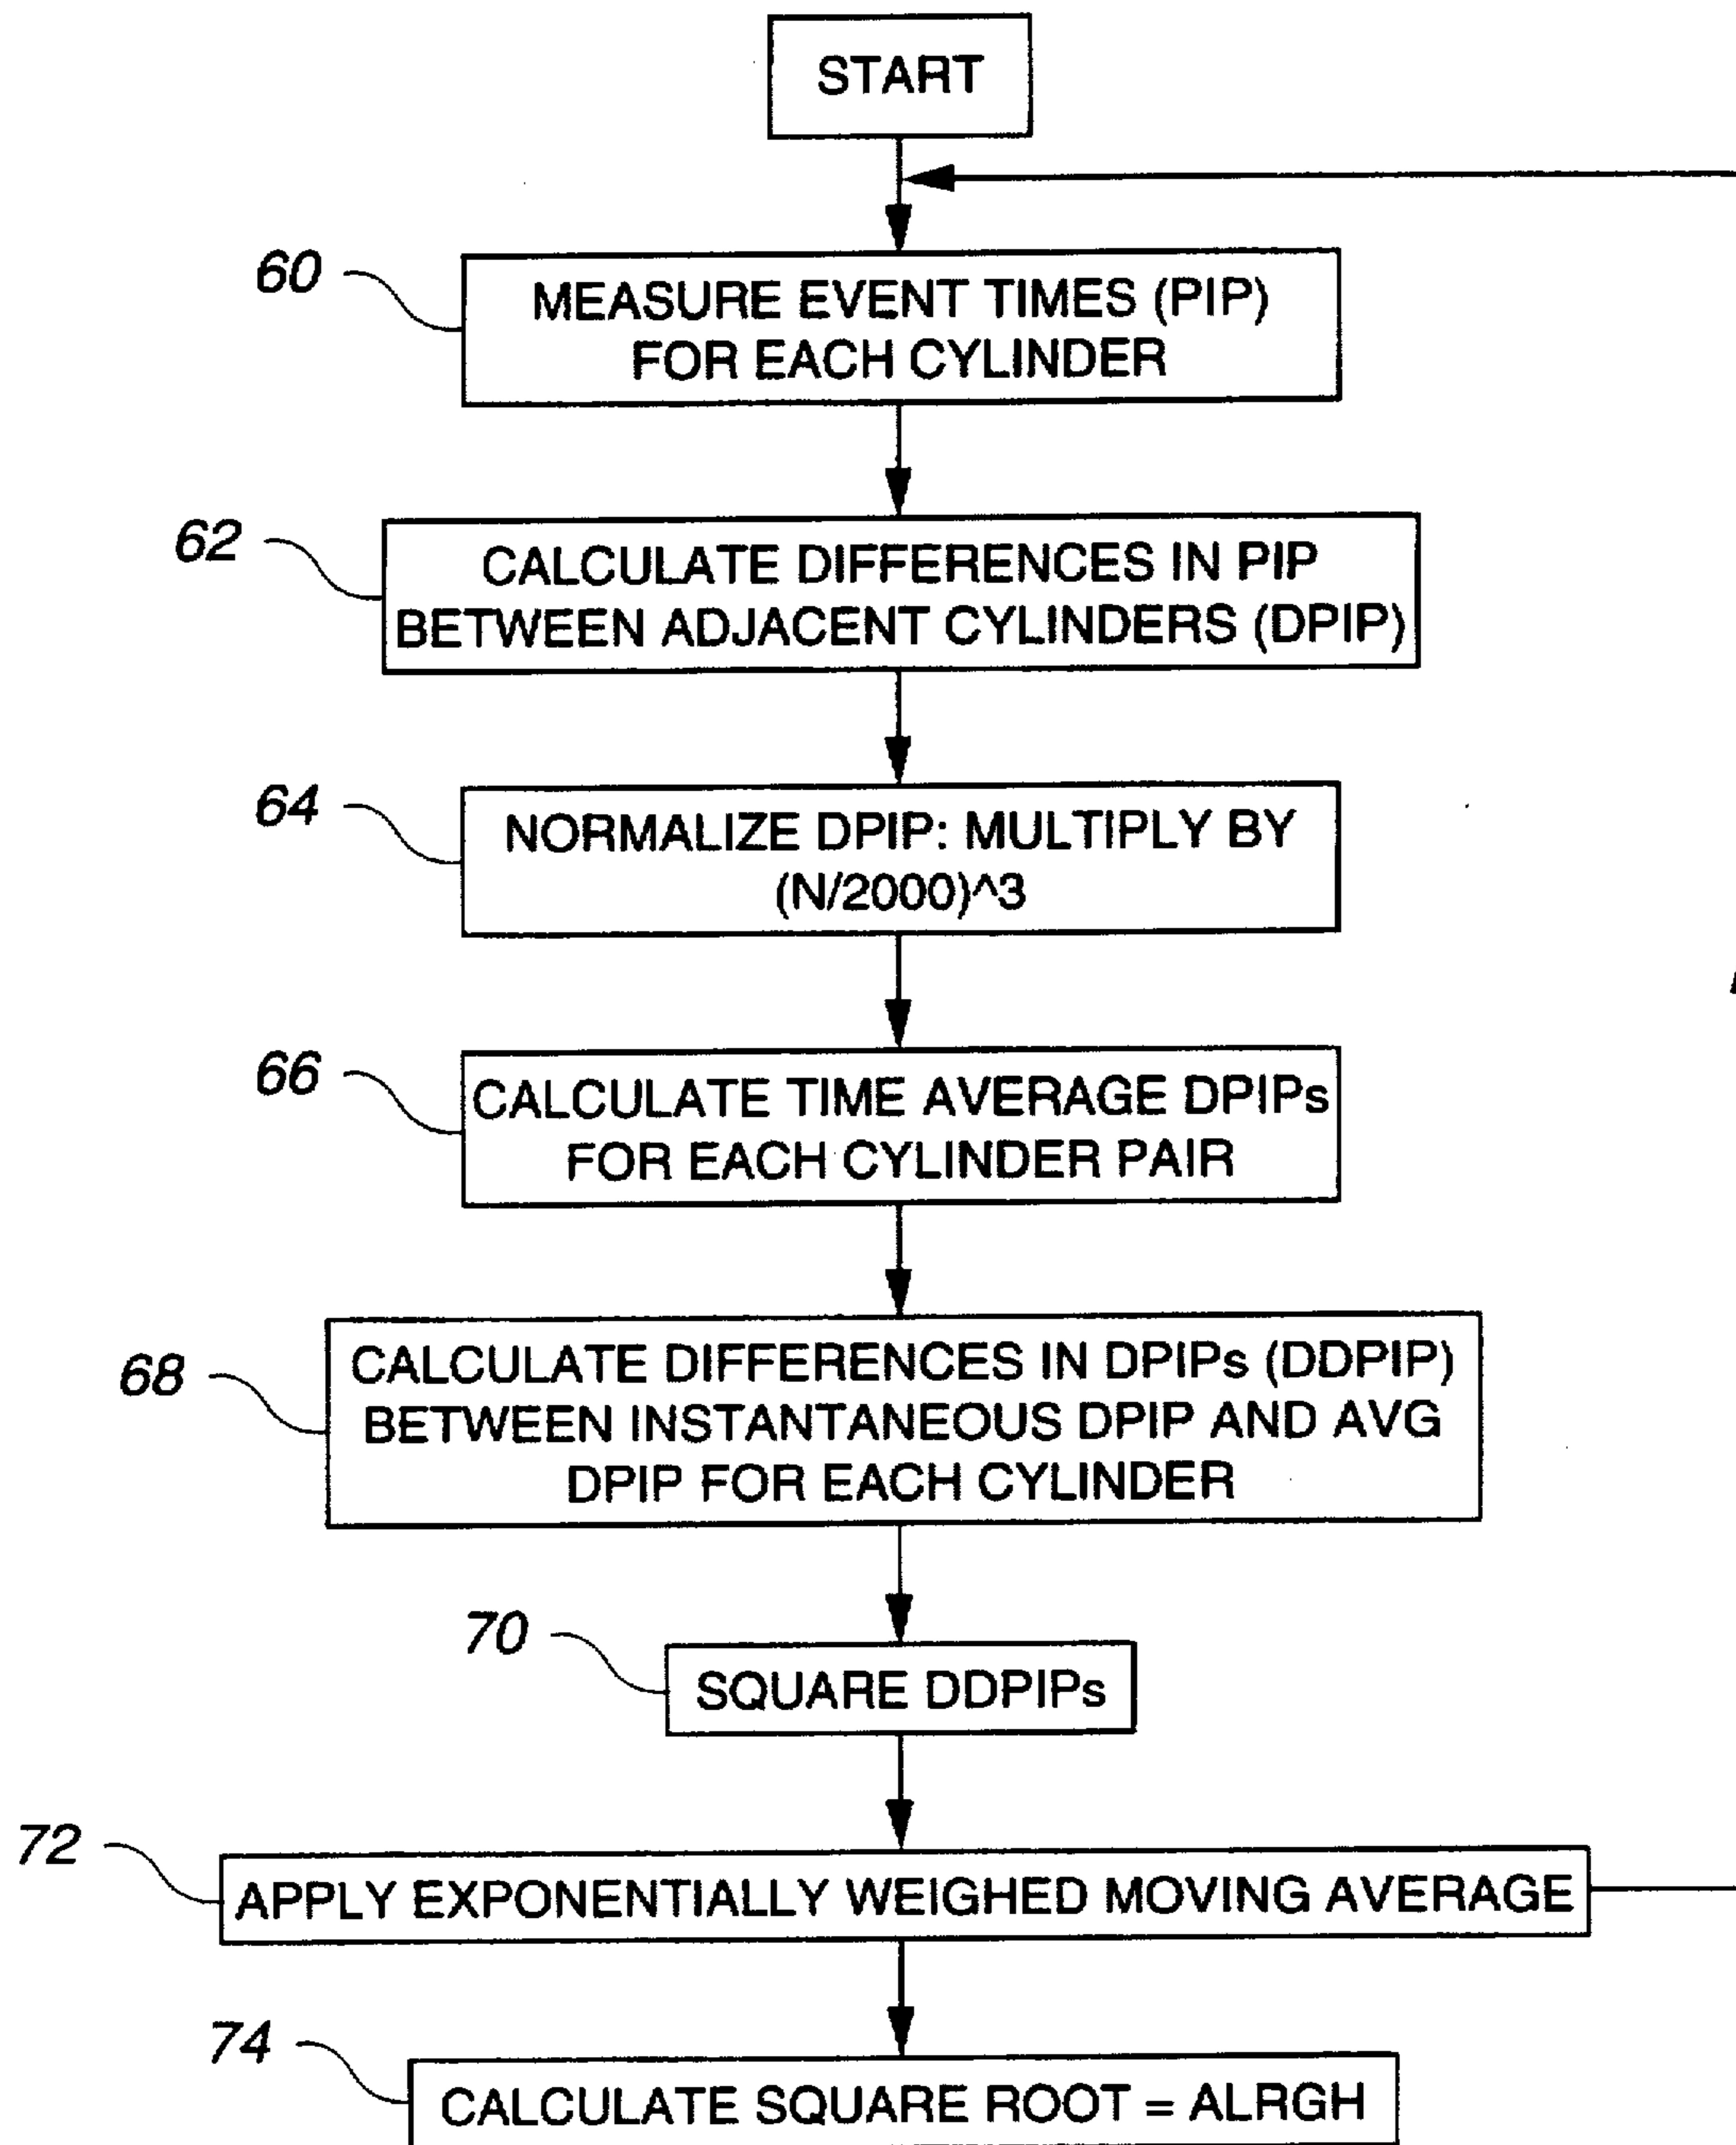 START
60
MEASURE EVENT TIMES (PIP)
FOR EACH CYLINDER
62
CALCULATE DIFFERENCES IN PIP
BETWEEN ADJACENT CYLINDERS (DPIP)
64
NORMALIZE DPIP: MULTIPLY BY
(N/2000)^3
66
CALCULATE TIME AVERAGE DPIPs
FOR EACH CYLINDER PAIR
68
CALCULATE DIFFERENCES IN DPIPs (DDPIP)
BETWEEN INSTANTANEOUS DPIP AND AVG
DPIP FOR EACH CYLINDER
70
SQUARE DDPIPs
72
APPLY EXPONENTIALLY WEIGHED MOVING AVERAGE
74
CALCULATE SQUARE ROOT = ALRGH